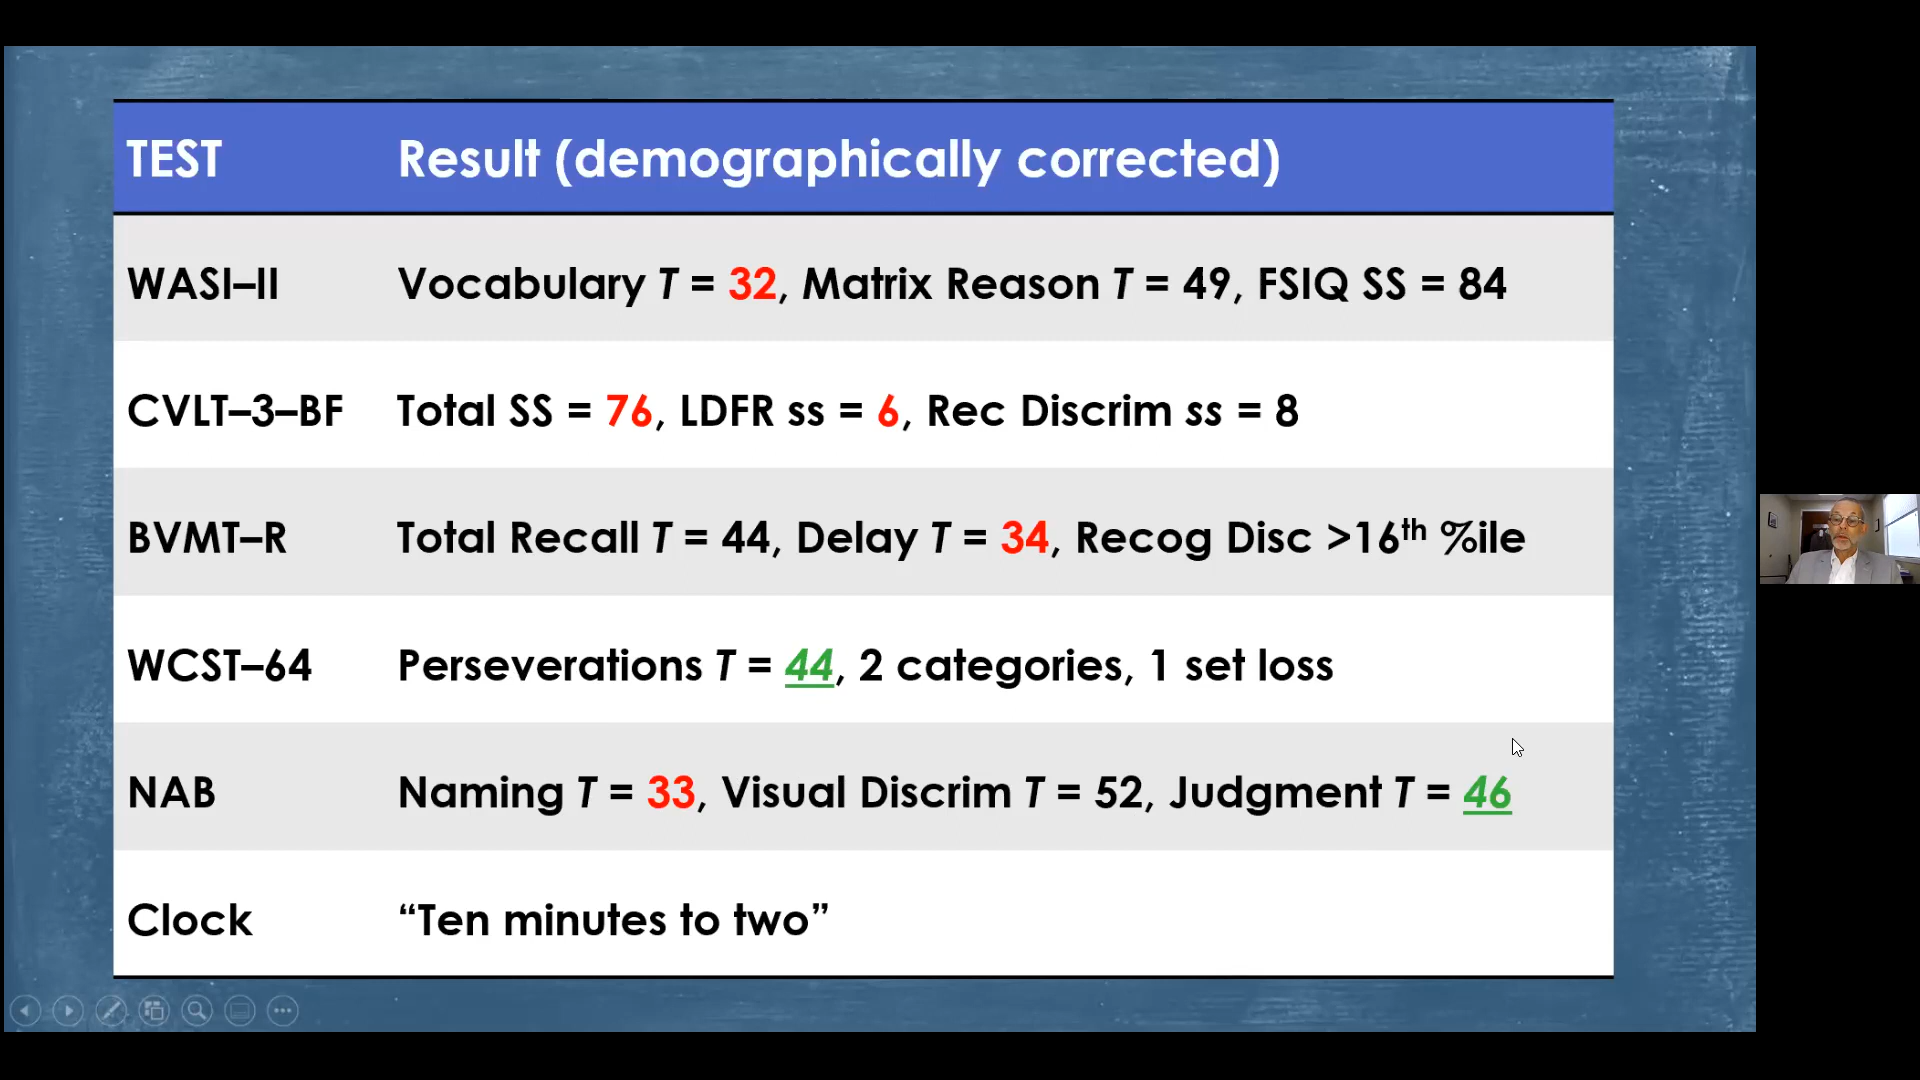 TEST Result (demographically corrected)
WASI–II Vocabulary T = 32, Matrix Reason T = 49, FSIQ SS = 84
CVLT–3–BF Total SS = 76, LDFR ss = 6, Rec Discrim ss = 8
BVMT–R Total Recall T = 44, Delay T = 34, Recog Disc >16th %ile
WCST–64 Perseverations T = 44, 2 categories, 1 set loss
NAB Naming T = 33, Visual Discrim T = 52, Judgment T = 46
Clock “Ten minutes to two”